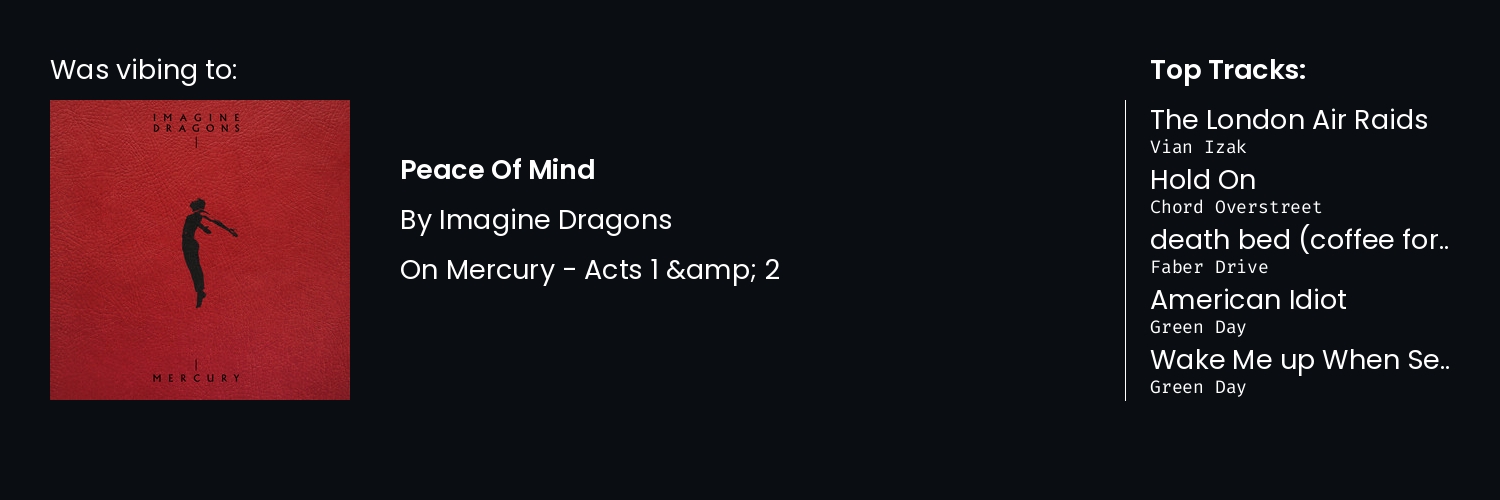 Was vibing to:
IMAGINE
DRAGONS
MERCURY
Peace Of Mind
By Imagine Dragons
On Mercury - Acts 1 &amp; 2
Top Tracks:
The London Air Raids
Vian Izak
Hold On
Chord Overstreet
death bed (coffee for..
Faber Drive
American Idiot
Green Day
Wake Me up When Se..
Green Day